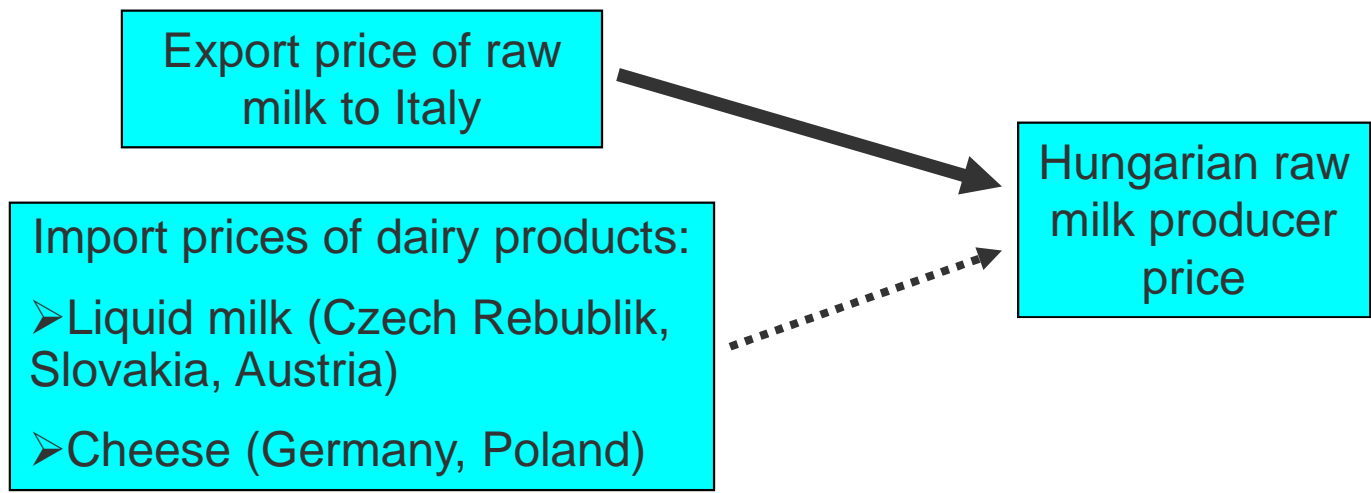 Export price of raw
milk to Italy
Import prices of dairy products:
➢Liquid milk (Czech Rebublik,
Slovakia, Austria)
➢Cheese (Germany, Poland)
Hungarian raw
milk producer
price